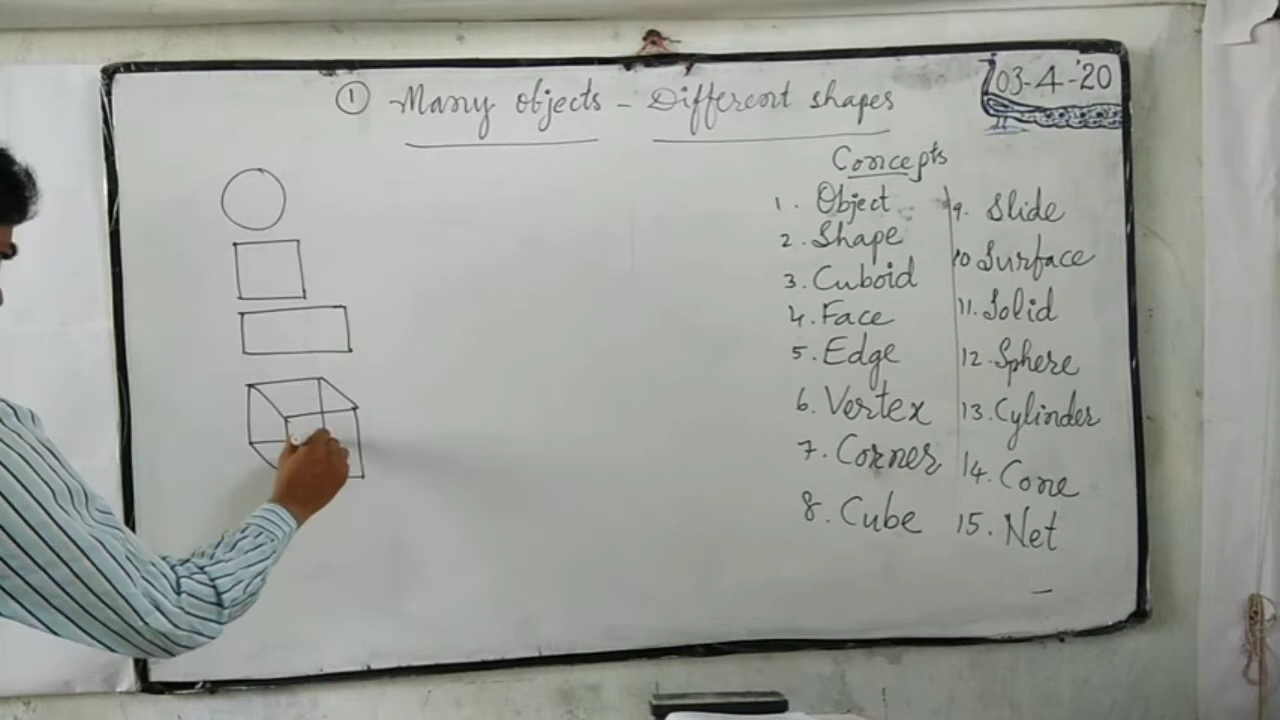 03-4-'20
① Many objects - Different shapes
Concepts
1. Object
2. Shape
3. Cuboid
4. Face
5. Edge
6. Vertex
7. Corner
8. Cube
9. Slide
10 Surface
11. Solid
12. Sphere
13. Cylinder
14. Cone
15. Net